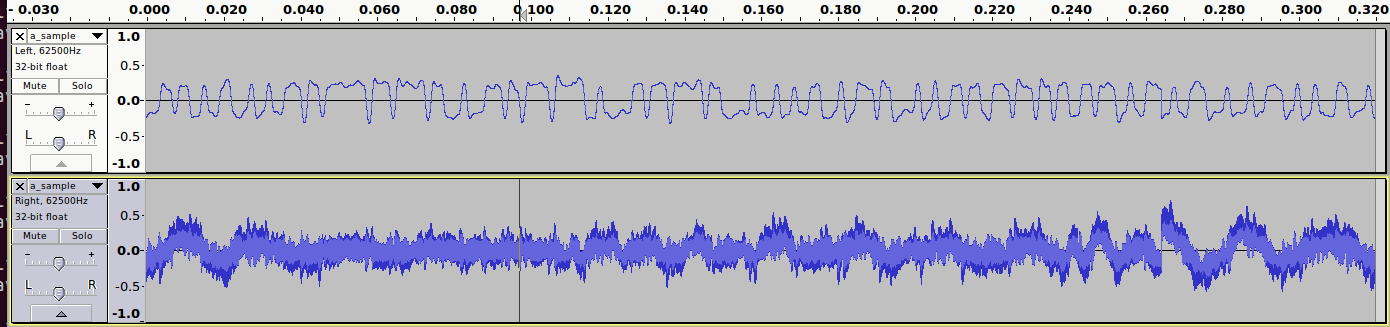 - 0.030 0.000 0.020 0.040 0.060 0.080 0.100 0.120 0.140 0.160 0.180 0.200 0.220 0.240 0.260 0.280 0.300 0.320
× a_sample ▼
Left, 62500Hz
32-bit float
Mute Solo
- +
L R
1.0
0.5-
0.0-
-0.5-
-1.0
× a_sample ▼
Right, 62500Hz
32-bit float
Mute Solo
- +
L R
1.0
0.5-
0.0-
-0.5-
-1.0